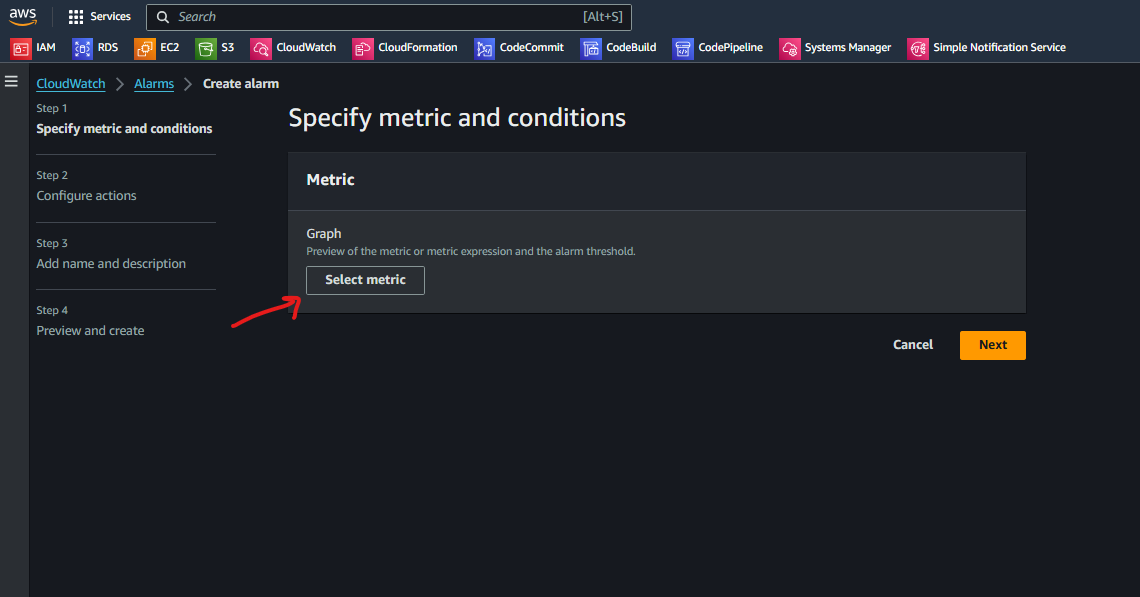 aws Services Search [Alt+S]
IAM RDS EC2 S3 CloudWatch CloudFormation CodeCommit CodeBuild CodePipeline Systems Manager Simple Notification Service
CloudWatch > Alarms > Create alarm
Step 1
Specify metric and conditions
Step 2
Configure actions
Step 3
Add name and description
Step 4
Preview and create
Specify metric and conditions
Metric
Graph
Preview of the metric or metric expression and the alarm threshold.
Select metric
Cancel Next